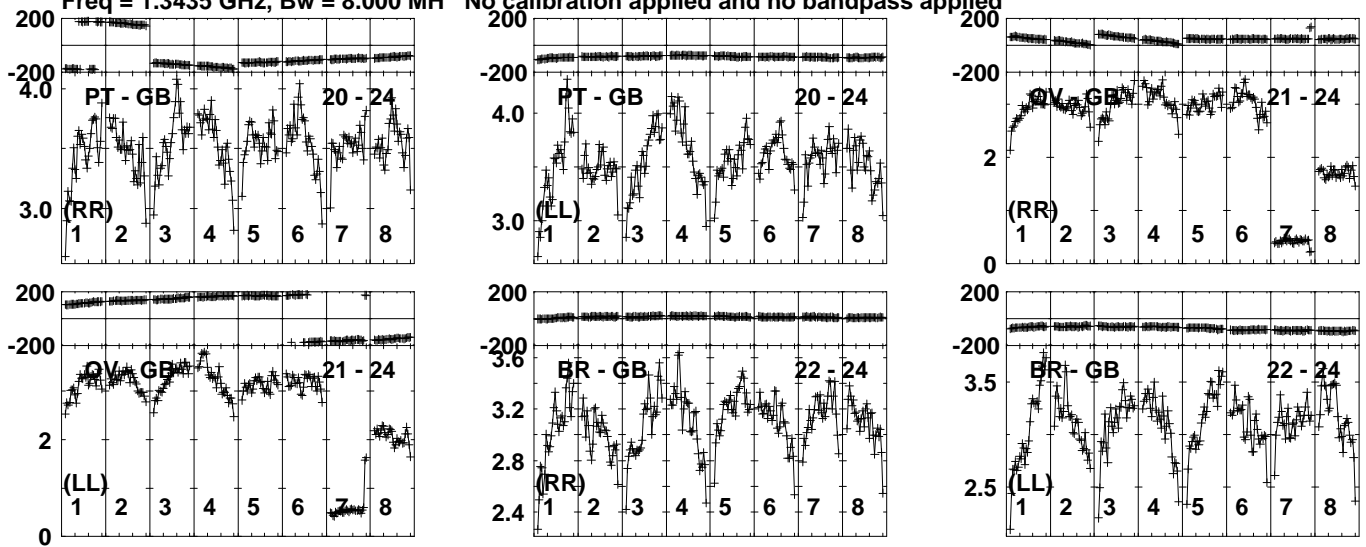 Freq = 1.3435 GHz, Bw = 8.000 MH No calibration applied and no bandpass applied
200
-200
4.0
3.0
PT - GB 20 - 24
(RR)
1 2 3 4 5 6 7 8
200
-200
4.0
3.0
PT - GB 20 - 24
(LL)
1 2 3 4 5 6 7 8
200
-200
2
0
OV - GB 21 - 24
(RR)
1 2 3 4 5 6 7 8
200
-200
2
0
OV - GB 21 - 24
(LL)
1 2 3 4 5 6 7 8
200
-200
3.6
3.2
2.8
2.4
BR - GB 22 - 24
(RR)
1 2 3 4 5 6 7 8
200
-200
3.5
2.5
BR - GB 22 - 24
(LL)
1 2 3 4 5 6 7 8